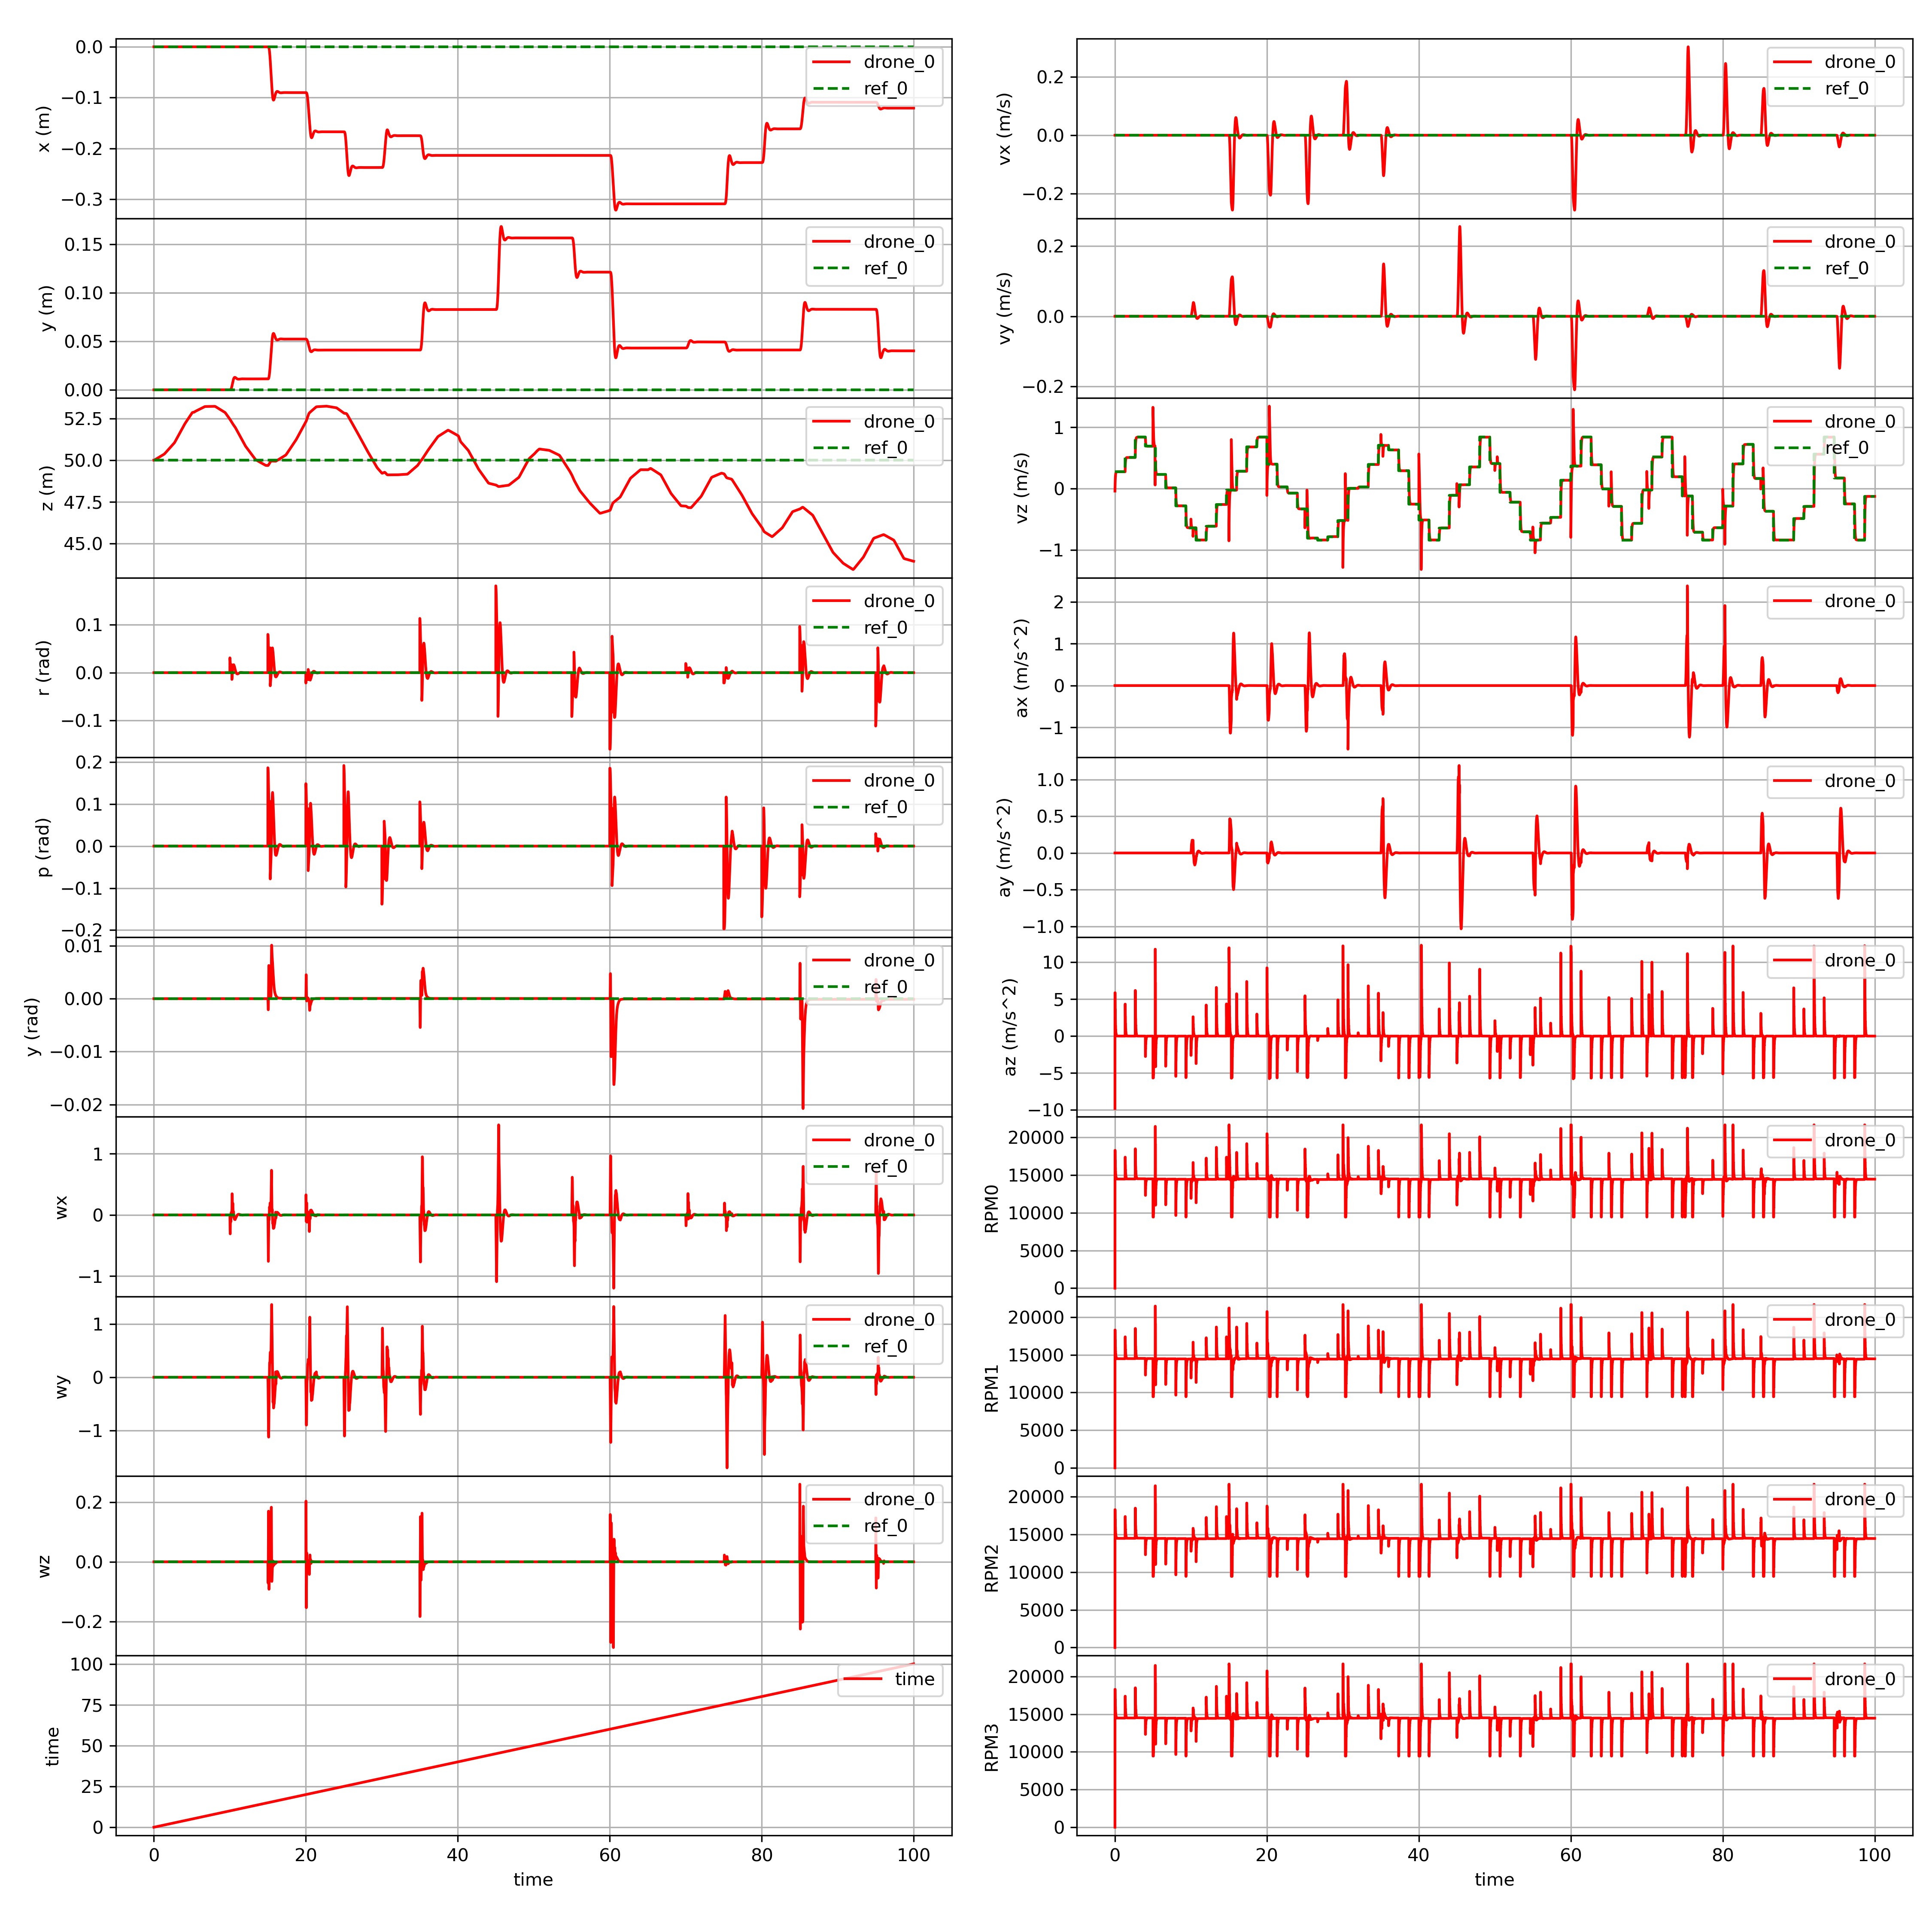 0.0
−0.1
−0.2
−0.3
x (m)
drone_0
ref_0
0.15
0.10
0.05
0.00
y (m)
drone_0
ref_0
52.5
50.0
47.5
45.0
z (m)
drone_0
ref_0
0.1
0.0
−0.1
r (rad)
drone_0
ref_0
0.2
0.1
0.0
−0.1
−0.2
p (rad)
drone_0
ref_0
0.01
0.00
−0.01
−0.02
y (rad)
drone_0
ref_0
1
0
−1
wx
drone_0
ref_0
1
0
−1
wy
drone_0
ref_0
0.2
0.0
−0.2
wz
drone_0
ref_0
100
75
50
25
0
time
time
0 20 40 60 80 100
time
0.2
0.0
−0.2
vx (m/s)
drone_0
ref_0
0.2
0.0
−0.2
vy (m/s)
drone_0
ref_0
1
0
−1
vz (m/s)
drone_0
ref_0
2
1
0
−1
ax (m/s^2)
drone_0
1.0
0.5
0.0
−0.5
−1.0
ay (m/s^2)
drone_0
10
5
0
−5
−10
az (m/s^2)
drone_0
20000
15000
10000
5000
0
RPM0
drone_0
20000
15000
10000
5000
0
RPM1
drone_0
20000
15000
10000
5000
0
RPM2
drone_0
20000
15000
10000
5000
0
RPM3
drone_0
0 20 40 60 80 100
time